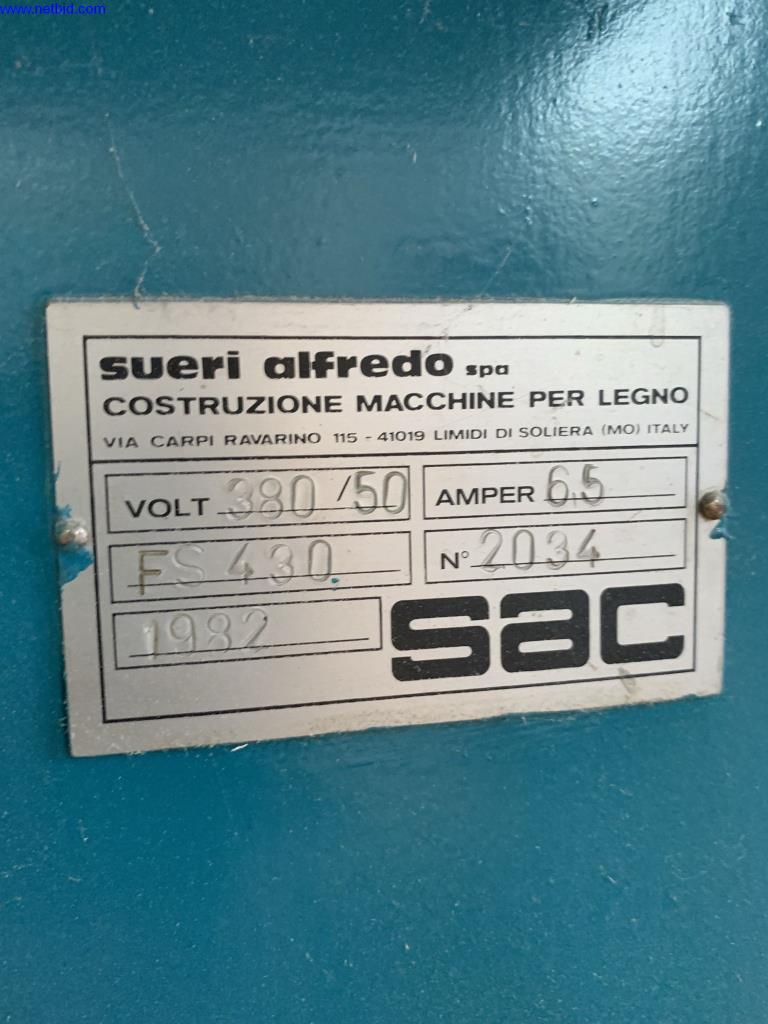 www.netbid.com
sueri alfredo spa
COSTRUZIONE MACCHINE PER LEGNO
VIA CARPI RAVARINO 115 - 41019 LIMIDI DI SOLIERA (MO) ITALY
VOLT 380/50 AMPER 6,5
FS 430 N° 2034
1982 sac